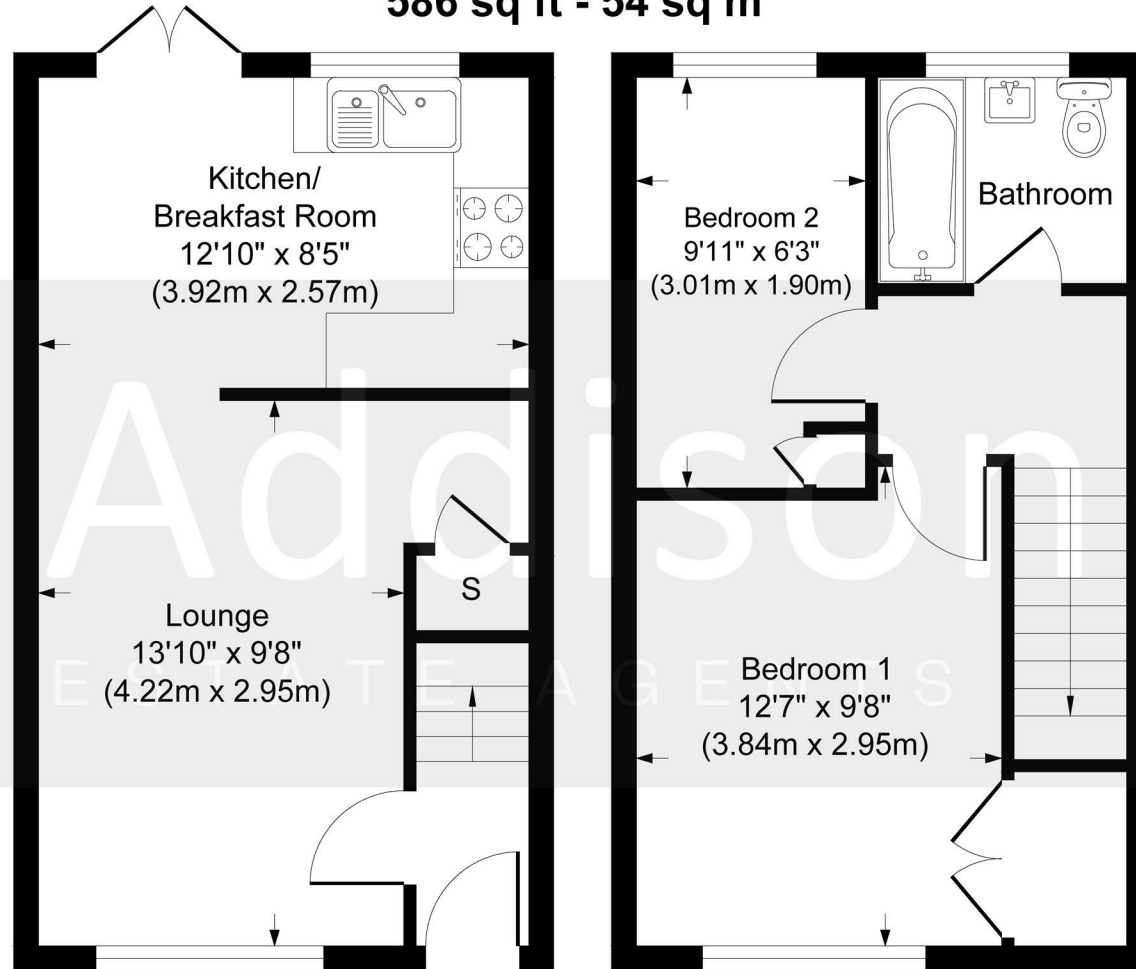 586 sq ft - 54 sq m
Kitchen/
Breakfast Room
12'10" x 8'5"
(3.92m x 2.57m)
Bedroom 2
9'11" x 6'3"
(3.01m x 1.90m)
Bathroom
Addison
ESTATE AGENTS
S
Lounge
13'10" x 9'8"
(4.22m x 2.95m)
Bedroom 1
12'7" x 9'8"
(3.84m x 2.95m)